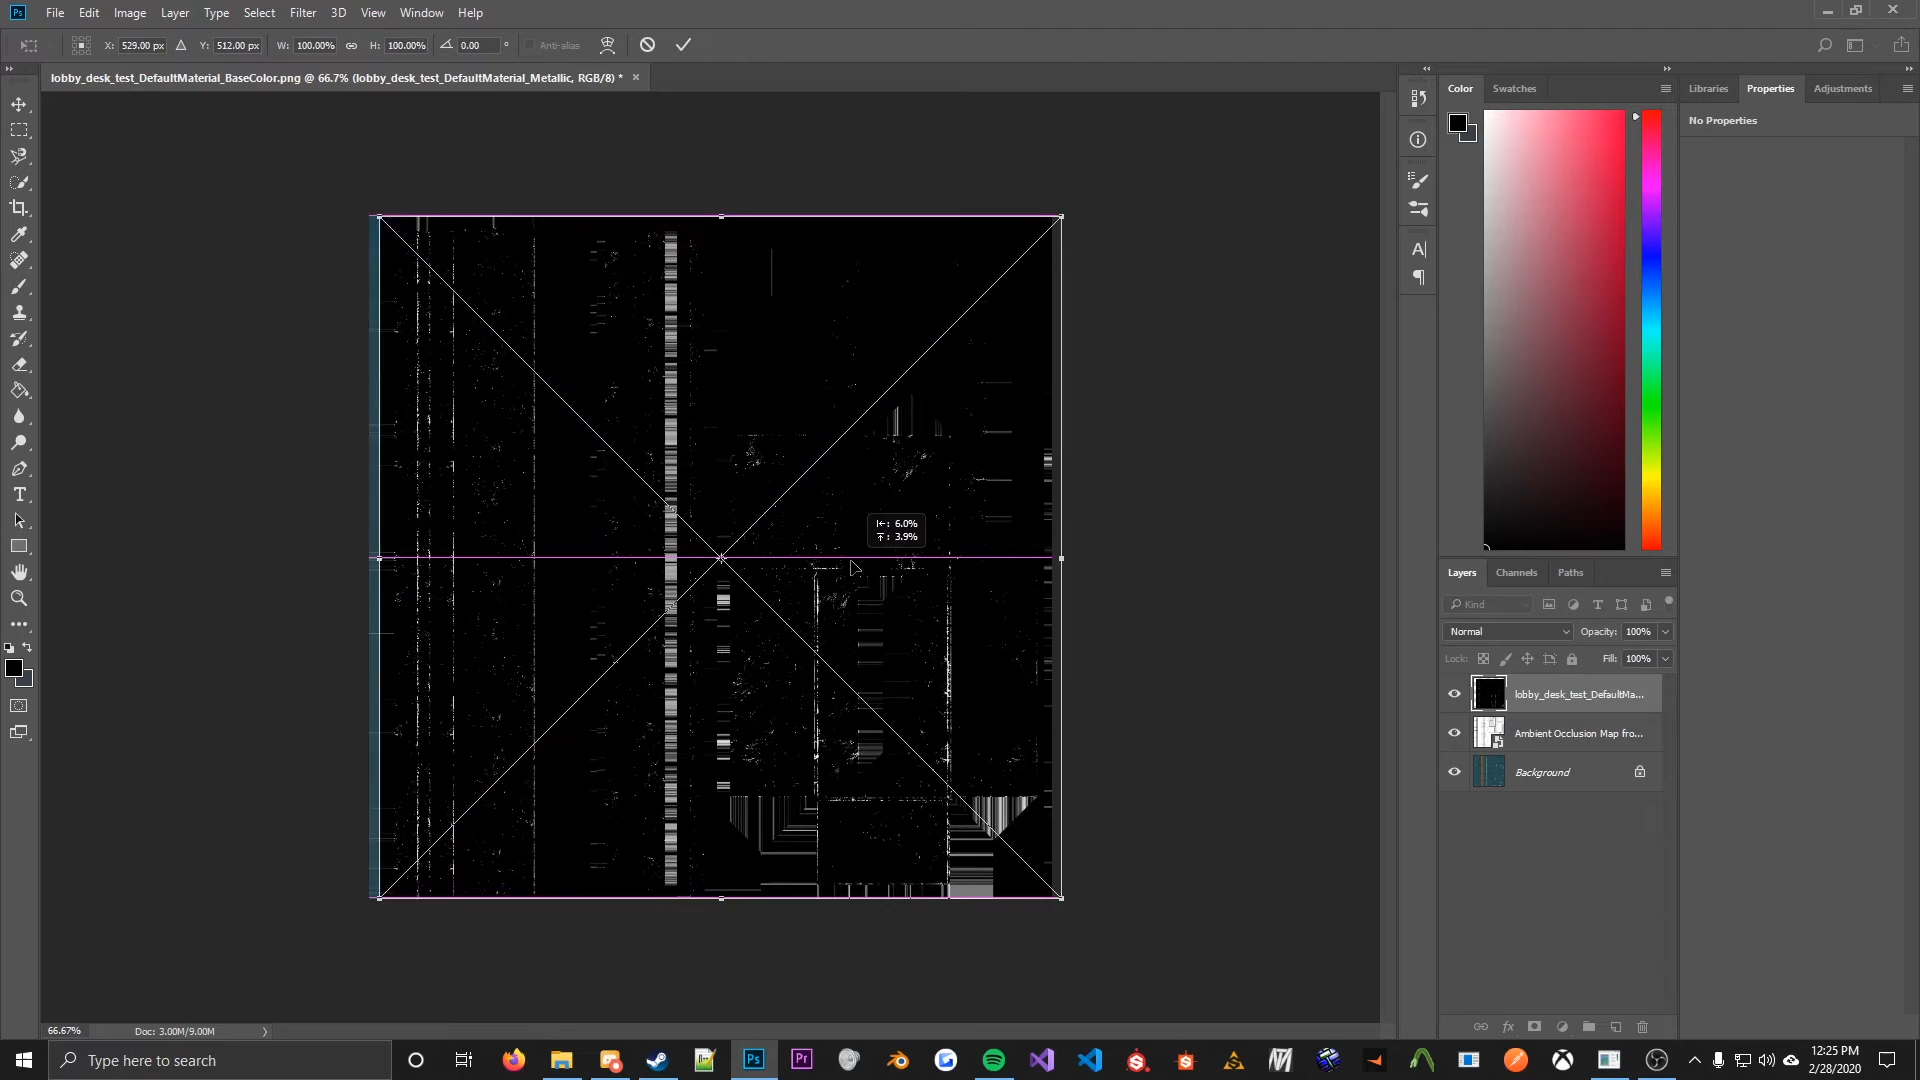 Ps File Edit Image Layer Type Select Filter 3D View Window Help
X: 529.00 px Y: 512.00 px W: 100.00% H: 100.00% 0.00 ° Anti-alias
lobby_desk_test_DefaultMaterial_BaseColor.png @ 66.7% (lobby_desk_test_DefaultMaterial_Metallic, RGB/8) * ×
Color Swatches
Libraries Properties Adjustments
No Properties
6.0%
3.9%
Layers Channels Paths
Kind
Normal Opacity: 100%
Lock: Fill: 100%
lobby_desk_test_DefaultMa...
Ambient Occlusion Map fro...
Background
66.67% Doc: 3.00M/9.00M
Type here to search
Ps Pr
12:25 PM
2/28/2020